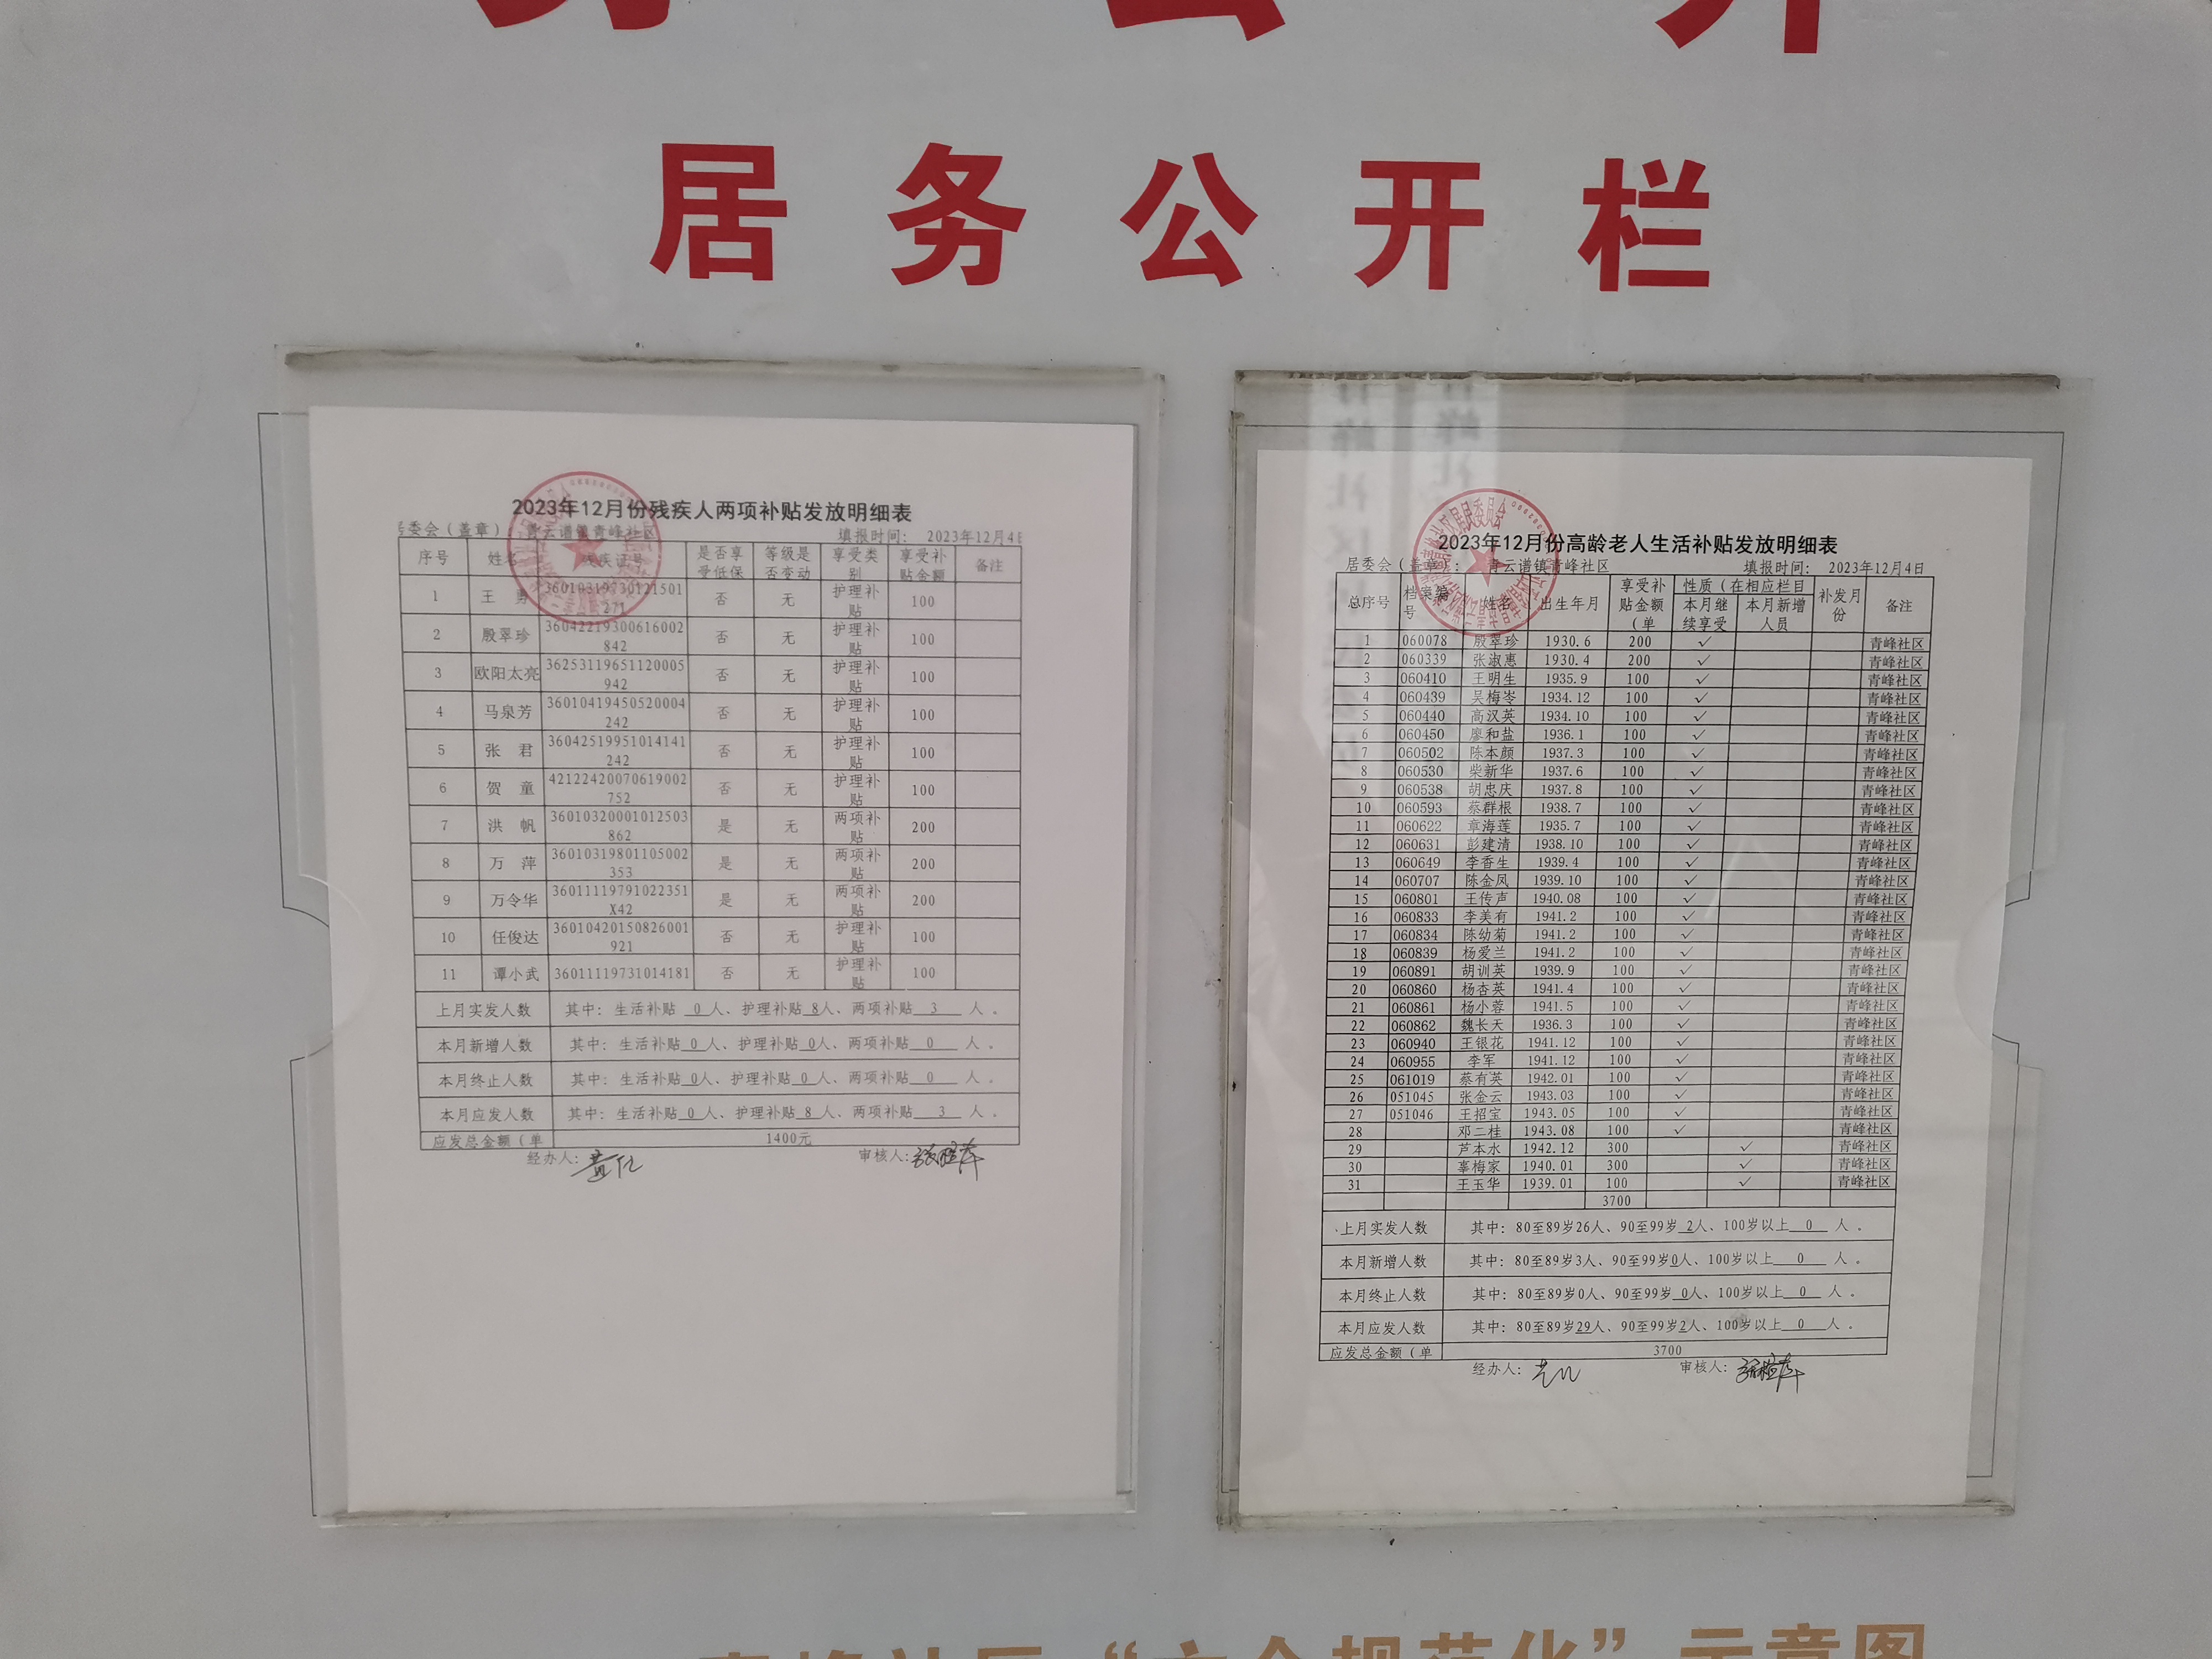 居务公开栏
2023年12月份残疾人两项补贴发放明细表
居委会（盖章） 青云谱镇青峰社区 填报时间： 2023年12月4日
序号 姓名 残疾证号 是否享受低保 等级是否变动 享受类别 享受补贴金额 备注
1 王 勇 36010319730121501271 否 无 护理补贴 100
2 殷翠珍 36042219300616002842 否 无 护理补贴 100
3 欧阳太亮 36253119651120005942 否 无 护理补贴 100
4 马泉芳 36010419450520004242 否 无 护理补贴 100
5 张 君 36042519951014141242 否 无 护理补贴 100
6 贺 童 42122420070619002752 否 无 护理补贴 100
7 洪 帆 36010320001012503862 是 无 两项补贴 200
8 万 萍 36010319801105002353 是 无 两项补贴 200
9 万令华 36011119791022351X42 是 无 两项补贴 200
10 任俊达 36010420150826001921 否 无 护理补贴 100
11 谭小武 36011119731014181 否 无 护理补贴 100
上月实发人数 其中：生活补贴 0 人、护理补贴 8人、两项补贴 3 人。
本月新增人数 其中：生活补贴 0 人、护理补贴 0人、两项补贴 0 人。
本月终止人数 其中：生活补贴 0人、护理补贴 0 人、两项补贴 0 人。
本月应发人数 其中：生活补贴 0 人、护理补贴 8 人、两项补贴 3 人。
应发总金额（单 1400元
经办人： 审核人：
2023年12月份高龄老人生活补贴发放明细表
居委会（盖章）： 青云谱镇青峰社区 填报时间： 2023年12月4日
总序号 档案编号 姓名 出生年月 享受补贴金额（单 性质（在相应栏目 本月继续享受 本月新增人员 补发月份 备注
1 060078 殷翠珍 1930.6 200 ✓ 青峰社区
2 060339 张淑惠 1930.4 200 ✓ 青峰社区
3 060410 王明生 1935.9 100 ✓ 青峰社区
4 060439 吴梅岑 1934.12 100 ✓ 青峰社区
5 060440 高汉英 1934.10 100 ✓ 青峰社区
6 060450 廖和盐 1936.1 100 ✓ 青峰社区
7 060502 陈本颜 1937.3 100 ✓ 青峰社区
8 060530 柴新华 1937.6 100 ✓ 青峰社区
9 060538 胡忠庆 1937.8 100 ✓ 青峰社区
10 060593 蔡群根 1938.7 100 ✓ 青峰社区
11 060622 章海莲 1935.7 100 ✓ 青峰社区
12 060631 彭建清 1938.10 100 ✓ 青峰社区
13 060649 李香生 1939.4 100 ✓ 青峰社区
14 060707 陈金凤 1939.10 100 ✓ 青峰社区
15 060801 王传声 1940.08 100 ✓ 青峰社区
16 060833 李美有 1941.2 100 ✓ 青峰社区
17 060834 陈幼菊 1941.2 100 ✓ 青峰社区
18 060839 杨爱兰 1941.2 100 ✓ 青峰社区
19 060891 胡训英 1939.9 100 ✓ 青峰社区
20 060860 杨杏英 1941.4 100 ✓ 青峰社区
21 060861 杨小蓉 1941.5 100 ✓ 青峰社区
22 060862 魏长天 1936.3 100 ✓ 青峰社区
23 060940 王银花 1941.12 100 ✓ 青峰社区
24 060955 李军 1941.12 100 ✓ 青峰社区
25 061019 蔡有英 1942.01 100 ✓ 青峰社区
26 051045 张金云 1943.03 100 ✓ 青峰社区
27 051046 王招宝 1943.05 100 ✓ 青峰社区
28 邓二桂 1943.08 100 ✓ 青峰社区
29 芦本水 1942.12 300 ✓ 青峰社区
30 辜梅家 1940.01 300 ✓ 青峰社区
31 王玉华 1939.01 100 ✓ 青峰社区
3700
上月实发人数 其中：80至89岁26人、90至99岁 2人、100岁以上 0 人。
本月新增人数 其中：80至89岁3人、90至99岁0人、100岁以上 0 人。
本月终止人数 其中：80至89岁0人、90至99岁 0人、100岁以上 0 人。
本月应发人数 其中：80至89岁29人、90至99岁2人、100岁以上 0 人。
应发总金额（单 3700
经办人： 审核人：